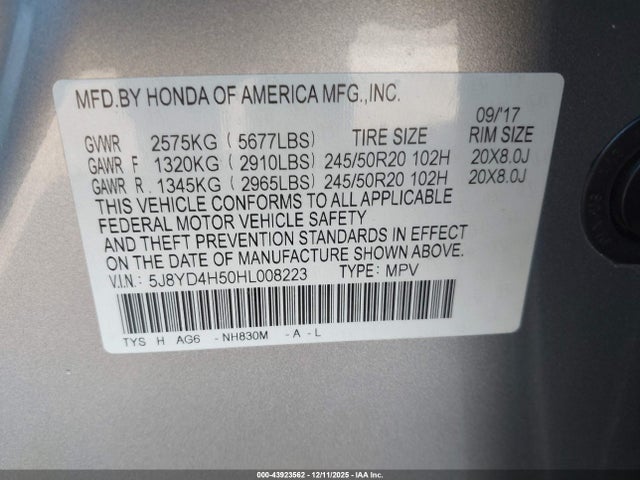 MFD.BY HONDA OF AMERICA MFG.,INC.
09/'17
GVWR 2575KG (5677LBS) TIRE SIZE RIM SIZE
GAWR F 1320KG (2910LBS) 245/50R20 102H 20X8.0J
GAWR R 1345KG (2965LBS) 245/50R20 102H 20X8.0J
THIS VEHICLE CONFORMS TO ALL APPLICABLE
FEDERAL MOTOR VEHICLE SAFETY
AND THEFT PREVENTION STANDARDS IN EFFECT
ON THE DATE OF MANUFACTURE SHOWN ABOVE.
V.I.N: 5J8YD4H50HL008223 TYPE: MPV
TYS H AG6 -NH830M -A-L
000-43923562 - 12/11/2025 - IAA Inc.